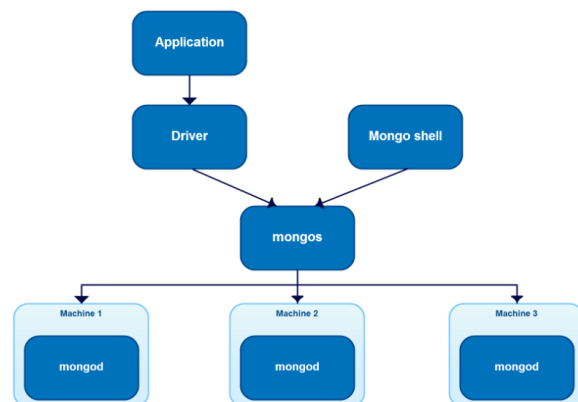 Application
Driver
Mongo shell
mongos
Machine 1
Machine 2
Machine 3
mongod
mongod
mongod